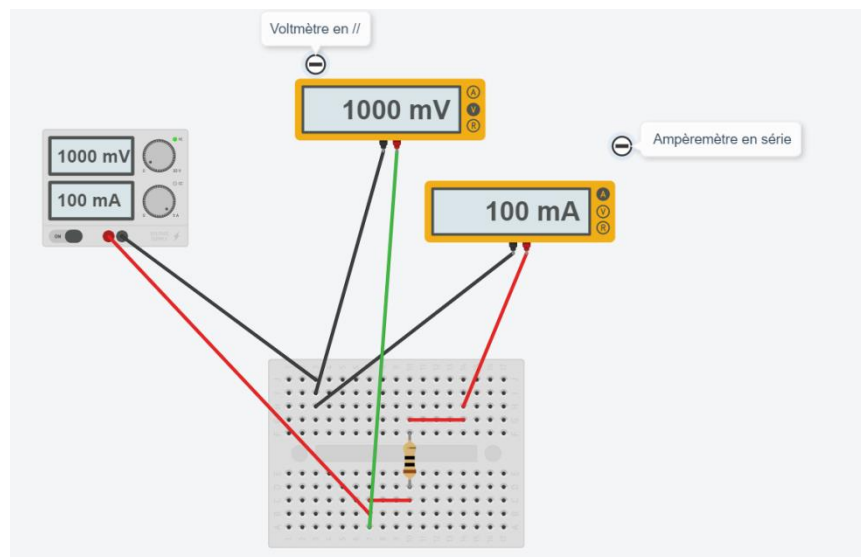 Voltmètre en //
1000 mV
A
V
R
Ampèremètre en série
1000 mV
100 mA
ON
100 mA
A
V
R